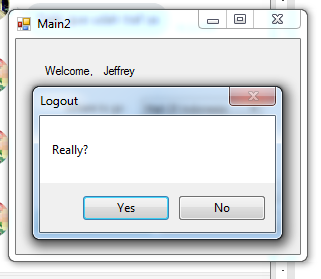 Main2
Welcome, Jeffrey
Logout
Really?
Yes
No